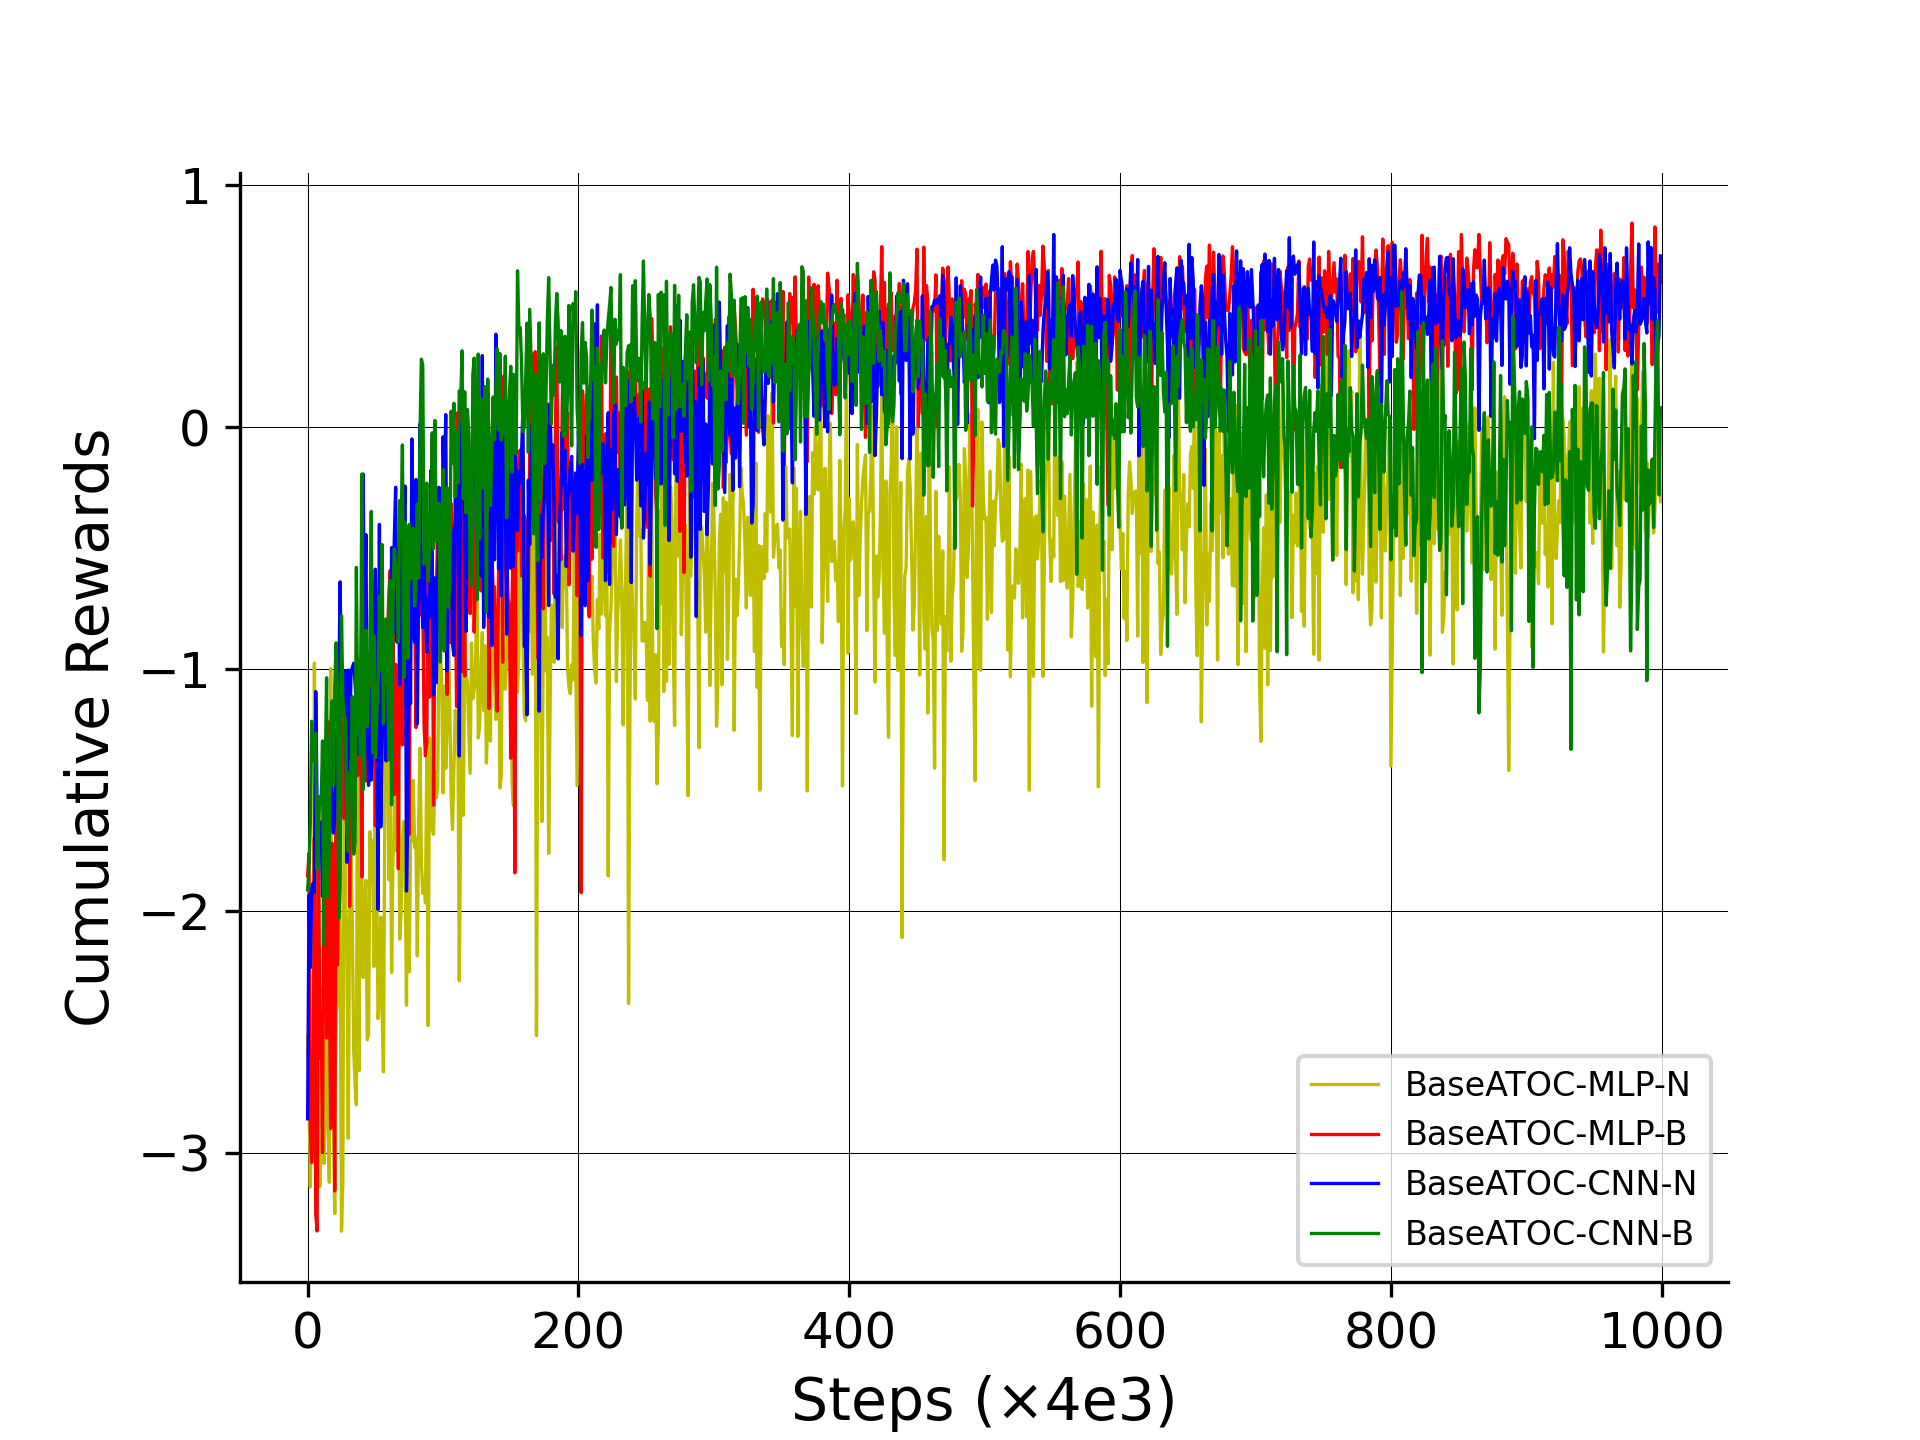 1
0
−1
−2
−3
Cumulative Rewards
0 200 400 600 800 1000
Steps (×4e3)
BaseATOC-MLP-N
BaseATOC-MLP-B
BaseATOC-CNN-N
BaseATOC-CNN-B